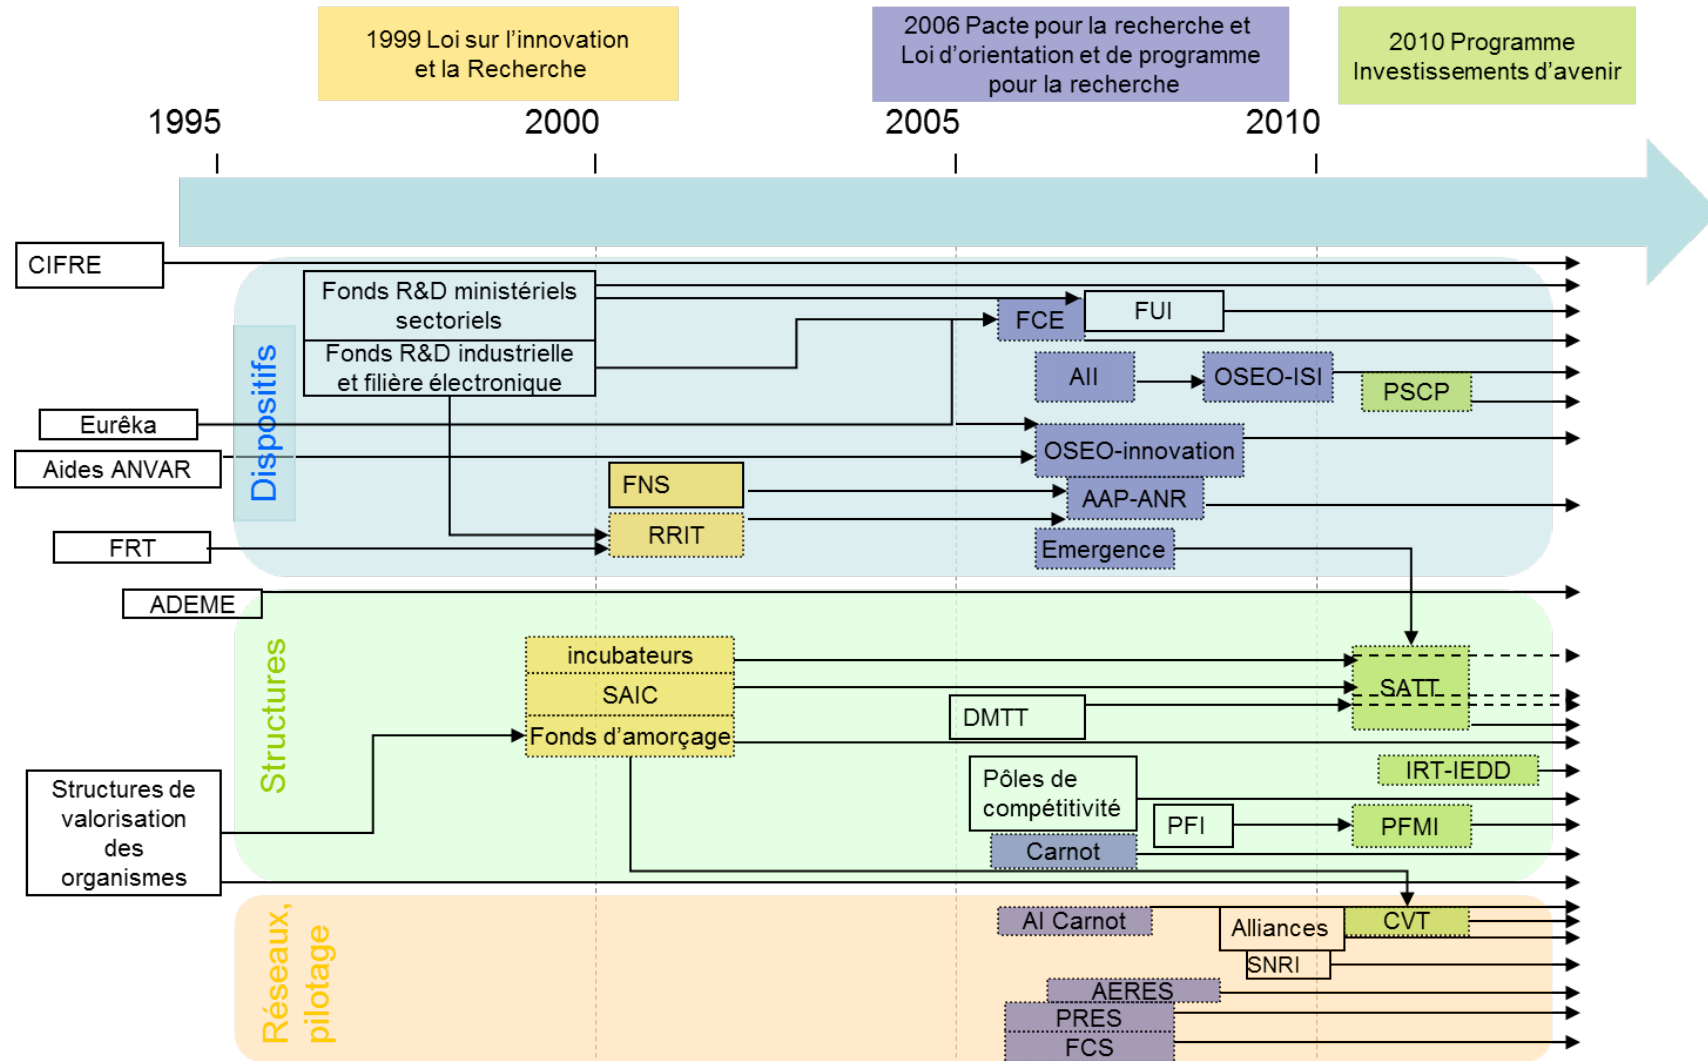 1999 Loi sur l’innovation
et la Recherche
2006 Pacte pour la recherche et
Loi d’orientation et de programme
pour la recherche
2010 Programme
Investissements d’avenir
1995
2000
2005
2010
CIFRE
Dispositifs
Fonds R&D ministériels
sectoriels
Fonds R&D industrielle
et filière électronique
FCE
FUI
AII
OSEO-ISI
PSCP
Eurêka
Aides ANVAR
OSEO-innovation
FNS
AAP-ANR
RRIT
FRT
Emergence
ADEME
Structures
incubateurs
SAIC
Fonds d’amorçage
SATT
DMTT
IRT-IEDD
Pôles de
compétitivité
PFI
PFMI
Carnot
Structures de
valorisation
des
organismes
Réseaux,
pilotage
AI Carnot
Alliances
CVT
SNRI
AERES
PRES
FCS